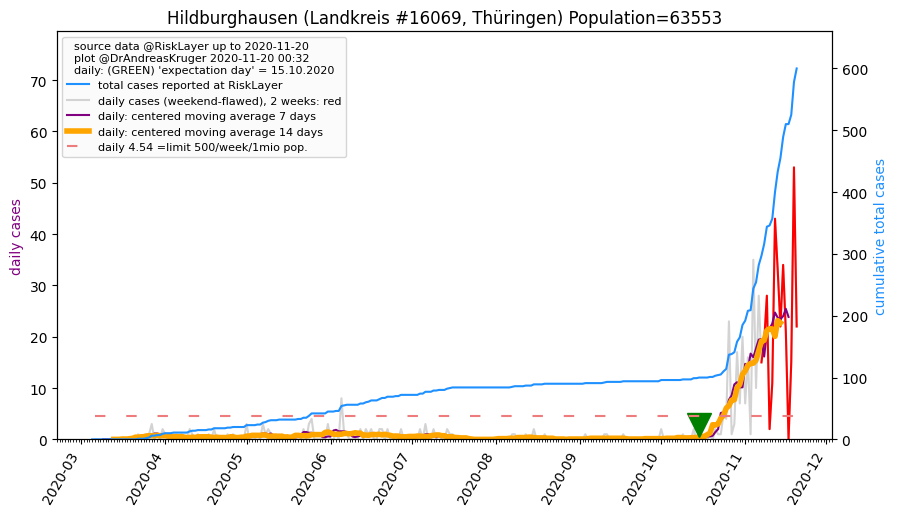 Hildburghausen (Landkreis #16069, Thüringen) Population=63553
source data @RiskLayer up to 2020-11-20
plot @DrAndreasKruger 2020-11-20 00:32
daily: (GREEN) 'expectation day' = 15.10.2020
total cases reported at RiskLayer
daily cases (weekend-flawed), 2 weeks: red
daily: centered moving average 7 days
daily: centered moving average 14 days
daily 4.54 =limit 500/week/1mio pop.
daily cases
70
60
50
40
30
20
10
0
cumulative total cases
600
500
400
300
200
100
0
2020-03
2020-04
2020-05
2020-06
2020-07
2020-08
2020-09
2020-10
2020-11
2020-12